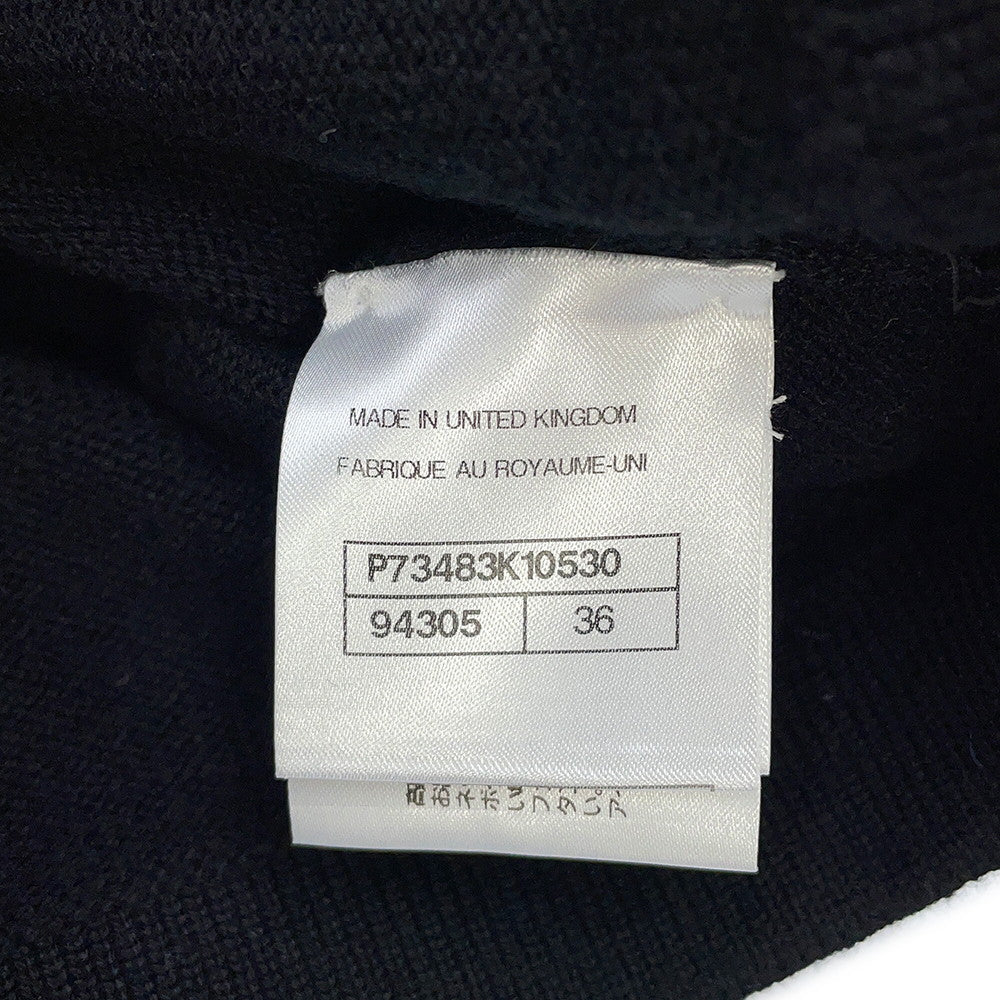 MADE IN UNITED KINGDOM
FABRIQUE AU ROYAUME-UNI
P73483K10530
94305 36